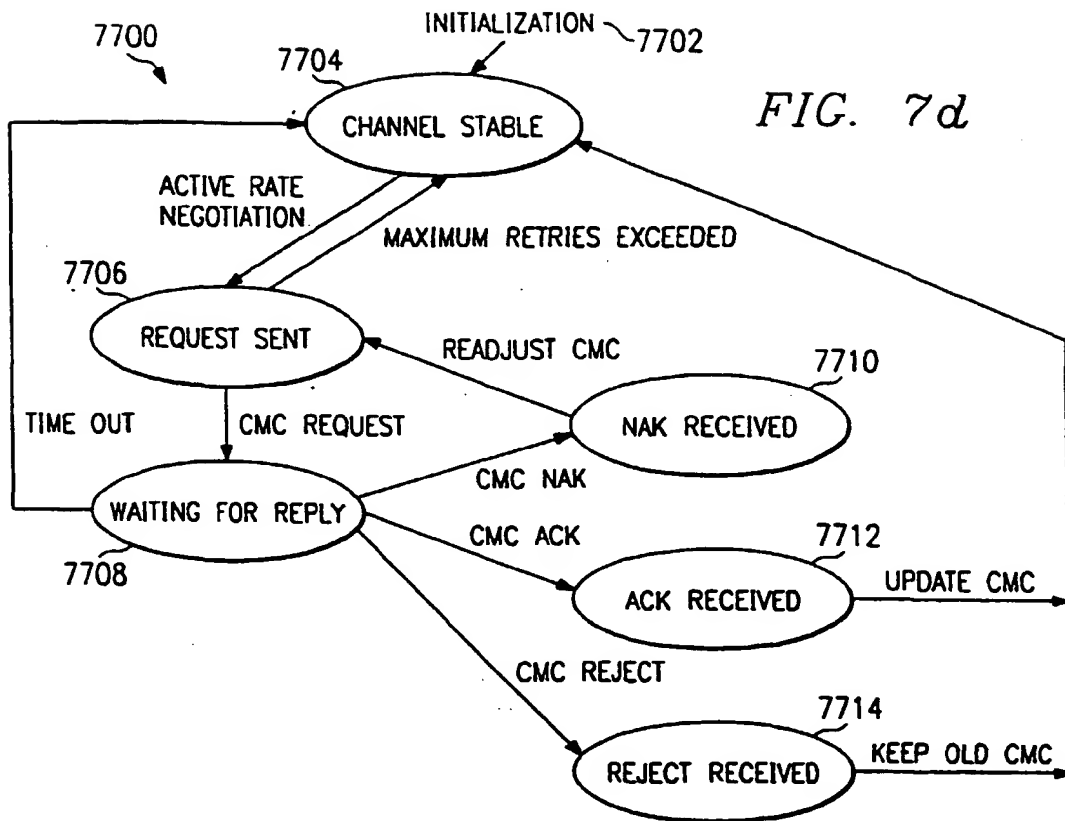 7700
INITIALIZATION
7702
7704
CHANNEL STABLE
FIG. 7d
ACTIVE RATE
NEGOTIATION
MAXIMUM RETRIES EXCEEDED
7706
REQUEST SENT
READJUST CMC
7710
NAK RECEIVED
TIME OUT
CMC REQUEST
CMC NAK
WAITING FOR REPLY
7708
CMC ACK
7712
ACK RECEIVED
UPDATE CMC
CMC REJECT
7714
REJECT RECEIVED
KEEP OLD CMC